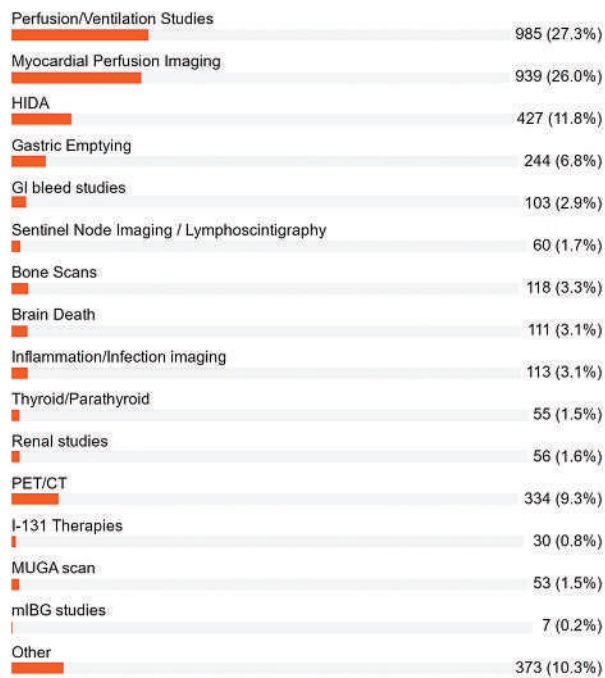 Perfusion/Ventilation Studies
985 (27.3%)
Myocardial Perfusion Imaging
939 (26.0%)
HIDA
427 (11.8%)
Gastric Emptying
244 (6.8%)
GI bleed studies
103 (2.9%)
Sentinel Node Imaging / Lymphoscintigraphy
60 (1.7%)
Bone Scans
118 (3.3%)
Brain Death
111 (3.1%)
Inflammation/Infection imaging
113 (3.1%)
Thyroid/Parathyroid
55 (1.5%)
Renal studies
56 (1.6%)
PET/CT
334 (9.3%)
I-131 Therapies
30 (0.8%)
MUGA scan
53 (1.5%)
mIBG studies
7 (0.2%)
Other
373 (10.3%)